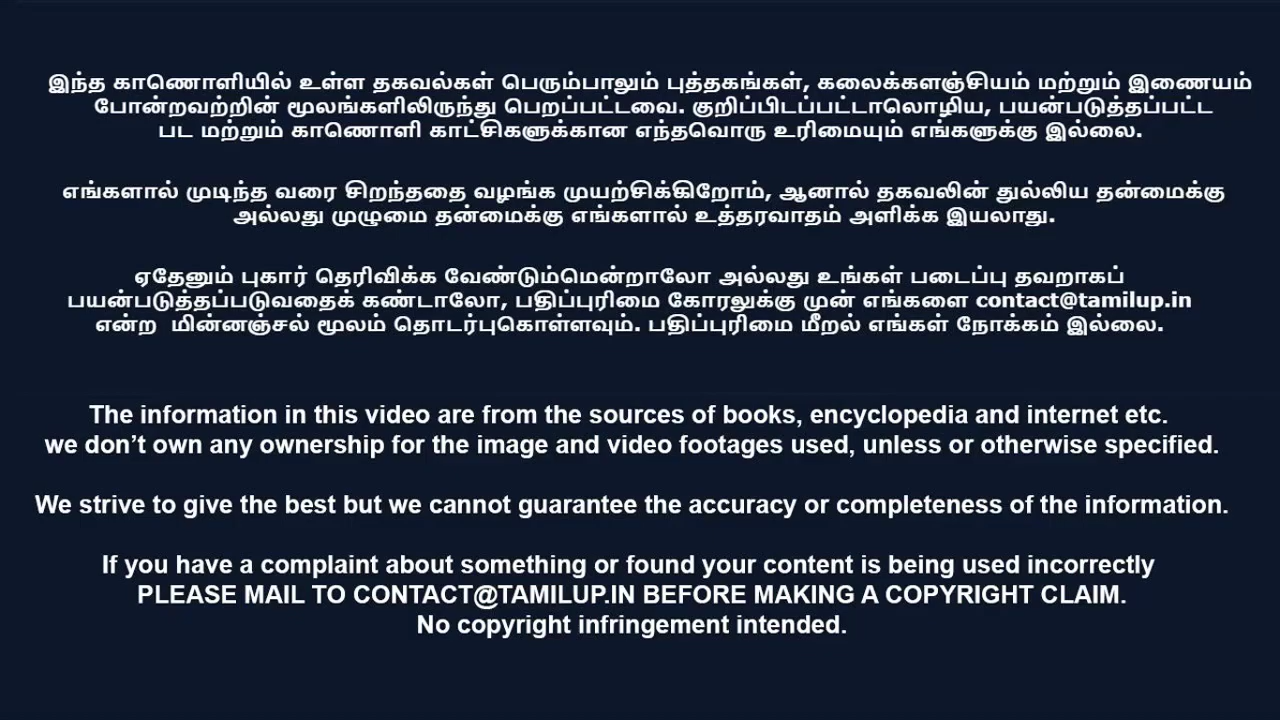 இந்த காணொளியில் உள்ள தகவல்கள் பெரும்பாலும் புத்தகங்கள், கலைக்களஞ்சியம் மற்றும் இணையம்
போன்றவற்றின் மூலங்களிலிருந்து பெறப்பட்டவை. குறிப்பிடப்பட்டாலொழிய, பயன்படுத்தப்பட்ட
பட மற்றும் காணொளி காட்சிகளுக்கான எந்தவொரு உரிமையும் எங்களுக்கு இல்லை.
எங்களால் முடிந்த வரை சிறந்ததை வழங்க முயற்சிக்கிறோம், ஆனால் தகவலின் துல்லிய தன்மைக்கு
அல்லது முழுமை தன்மைக்கு எங்களால் உத்தரவாதம் அளிக்க இயலாது.
ஏதேனும் புகார் தெரிவிக்க வேண்டும்மென்றாலோ அல்லது உங்கள் படைப்பு தவறாகப்
பயன்படுத்தப்படுவதைக் கண்டாலோ, பதிப்புரிமை கோரலுக்கு முன் எங்களை contact@tamilup.in
என்ற  மின்னஞ்சல் மூலம் தொடர்புகொள்ளவும். பதிப்புரிமை மீறல் எங்கள் நோக்கம் இல்லை.
The information in this video are from the sources of books, encyclopedia and internet etc.
we don’t own any ownership for the image and video footages used, unless or otherwise specified.
We strive to give the best but we cannot guarantee the accuracy or completeness of the information.
If you have a complaint about something or found your content is being used incorrectly
PLEASE MAIL TO CONTACT@TAMILUP.IN BEFORE MAKING A COPYRIGHT CLAIM.
No copyright infringement intended.